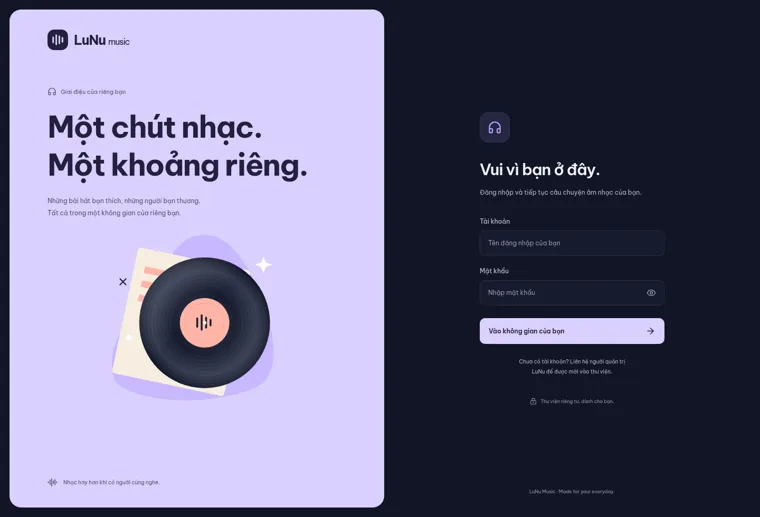 LuNu music
Giai điệu của riêng bạn
Một chút nhạc.
Một khoảng riêng.
Những bài hát bạn thích, những người bạn thương.
Tất cả trong một không gian của riêng bạn.
Nhạc hay hơn khi có người cùng nghe.
Vui vì bạn ở đây.
Đăng nhập và tiếp tục câu chuyện âm nhạc của bạn.
Tài khoản
Tên đăng nhập của bạn
Mật khẩu
Nhập mật khẩu
Vào không gian của bạn
Chưa có tài khoản? Liên hệ người quản trị
LuNu để được mời vào thư viện.
Thư viện riêng tư, dành cho bạn.
LuNu Music · Made for your everyday.